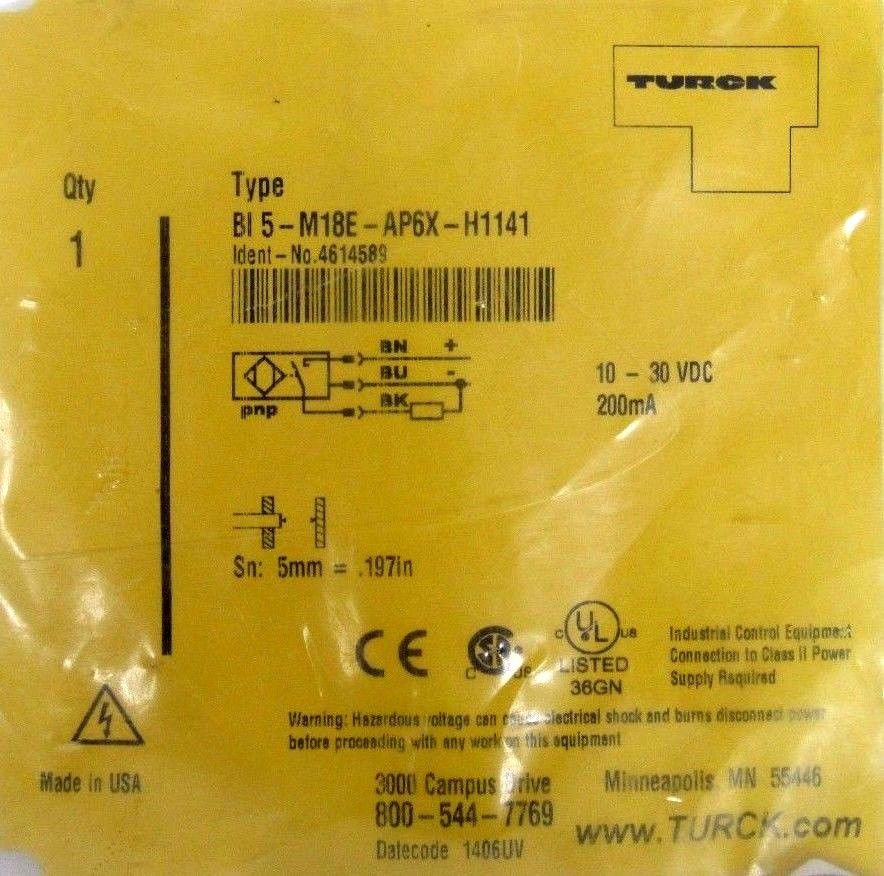 TURCK
Qty
Type
1
BI 5-M18E-AP6X-H1141
Ident-No.4614589
BN +
BU -
BK
pnp
10 - 30 VDC
200mA
Sn: 5mm = .197in
CE
C US
C UL US
LISTED
36GN
Industrial Control Equipment
Connection to Class II Power
Supply Required
Warning: Hazardous voltage can cause electrical shock and burns disconnect power
before proceeding with any work on this equipment
Made in USA
3000 Campus Drive
Minneapolis, MN 55446
800-544-7769
www.TURCK.com
Datecode 1406UV